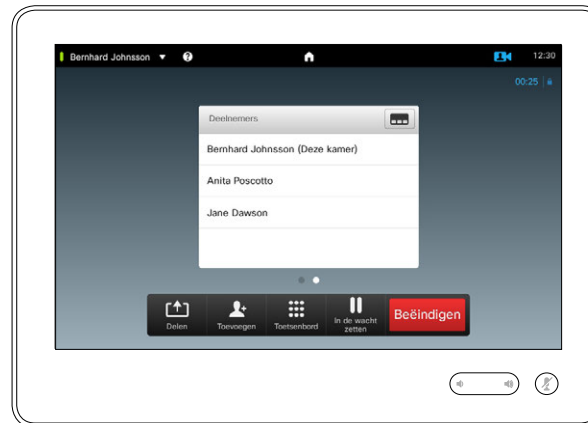 Bernhard Johnsson ? 12:30
00:25
Deelnemers
Bernhard Johnsson (Deze kamer)
Anita Poscotto
Jane Dawson
Delen
Toevoegen
Toetsenbord
In de wacht
zetten
Beëindigen